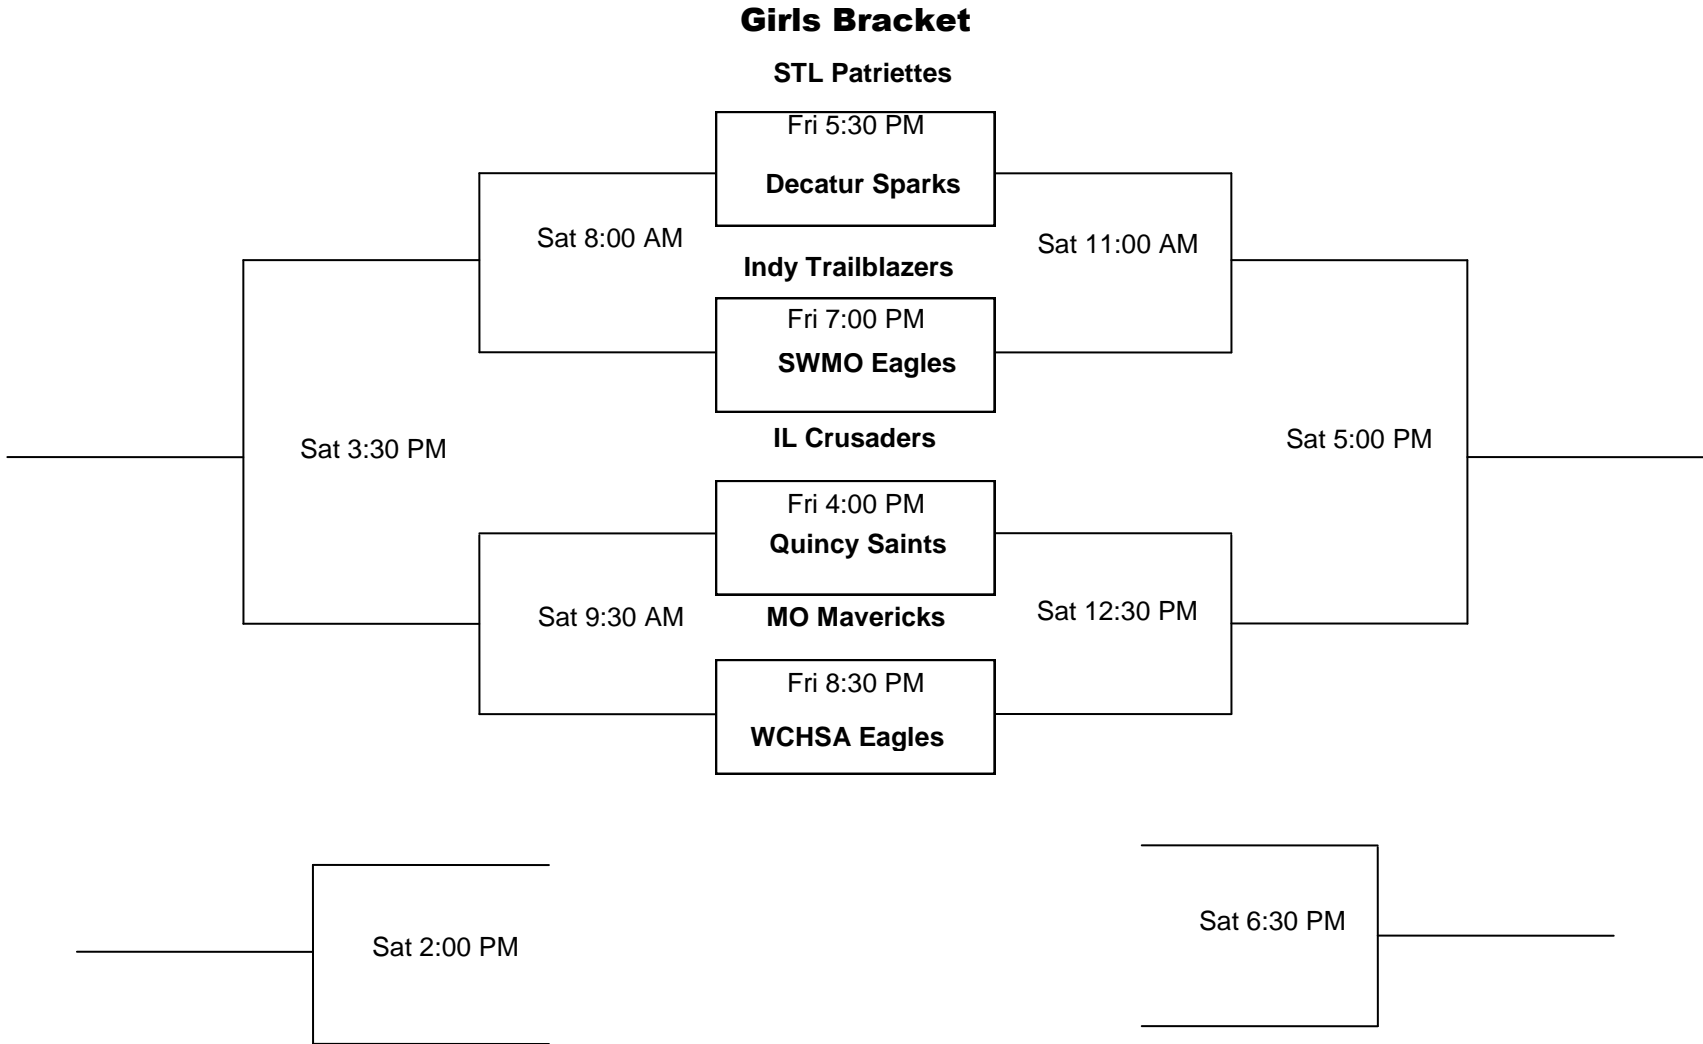 Girls Bracket
STL Patriettes
Fri 5:30 PM
Decatur Sparks
Sat 8:00 AM
Sat 11:00 AM
Indy Trailblazers
Fri 7:00 PM
SWMO Eagles
Sat 3:30 PM
IL Crusaders
Sat 5:00 PM
Fri 4:00 PM
Quincy Saints
Sat 9:30 AM
MO Mavericks
Sat 12:30 PM
Fri 8:30 PM
WCHSA Eagles
Sat 2:00 PM
Sat 6:30 PM